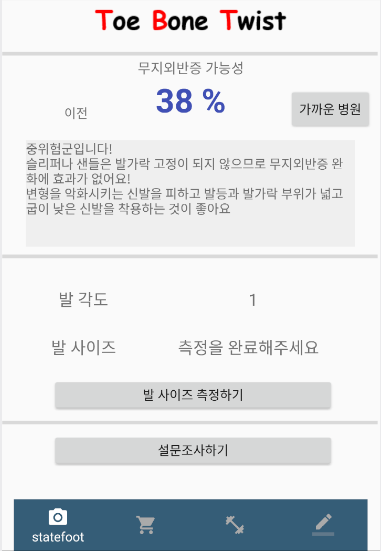 Toe Bone Twist
무지외반증 가능성
이전
38 %
가까운 병원
중위험군입니다!
슬리퍼나 샌들은 발가락 고정이 되지 않으므로 무지외반증 완
화에 효과가 없어요!
변형을 악화시키는 신발을 피하고 발등과 발가락 부위가 넓고
굽이 낮은 신발을 착용하는 것이 좋아요
발 각도 1
발 사이즈 측정을 완료해주세요
발 사이즈 측정하기
설문조사하기
statefoot